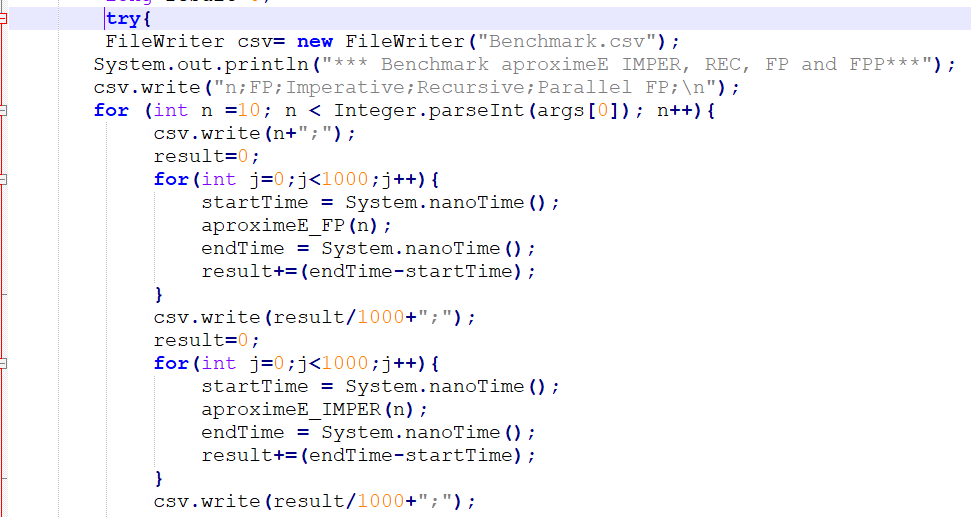 try{
FileWriter csv= new FileWriter("Benchmark.csv");
System.out.println("*** Benchmark aproximeE IMPER, REC, FP and FPP***");
csv.write("n;FP;Imperative;Recursive;Parallel FP;\n");
for (int n =10; n < Integer.parseInt(args[0]); n++){
csv.write(n+";");
result=0;
for(int j=0;j<1000;j++){
startTime = System.nanoTime();
aproximeE_FP(n);
endTime = System.nanoTime();
result+=(endTime-startTime);
}
csv.write(result/1000+";");
result=0;
for(int j=0;j<1000;j++){
startTime = System.nanoTime();
aproximeE_IMPER(n);
endTime = System.nanoTime();
result+=(endTime-startTime);
}
csv.write(result/1000+";");